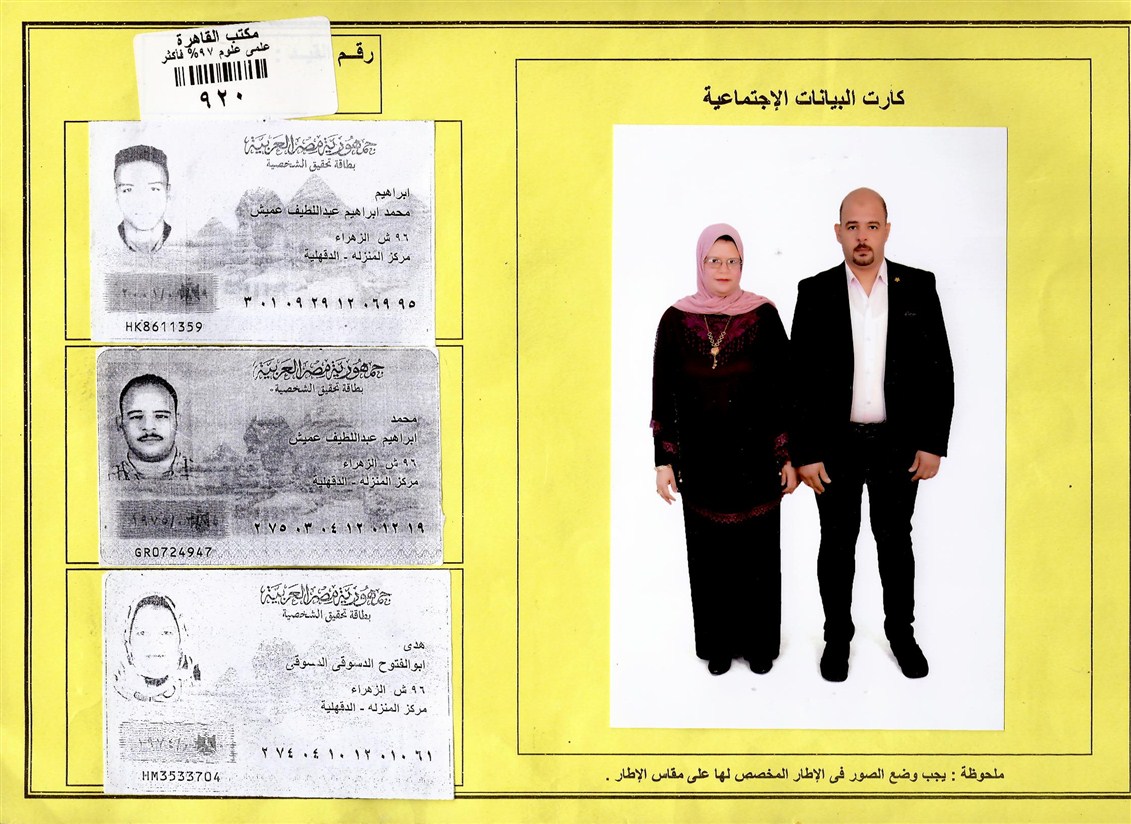 مكتب القاهرة
علمى علوم ٩٧% فأكثر
٩٢٠
رقم القيد :
جمهورية مصر العربية
بطاقة تحقيق الشخصية
ابراهيم
محمد ابراهيم عبداللطيف عميش
٩٦ ش الزهراء
مركز المنزله - الدقهلية
٣٠١٠٩٢٩١٢٠٦٩٩٥
HK8611359
جمهورية مصر العربية
بطاقة تحقيق الشخصية
محمد
ابراهيم عبداللطيف عميش
٩٦ ش الزهراء
مركز المنزله - الدقهلية
٢٧٥٠٣٠٤١٢٠١٢١٩
GR0724947
جمهورية مصر العربية
بطاقة تحقيق الشخصية
هدى
ابوالفتوح الدسوقى الدسوقى
٩٦ ش الزهراء
مركز المنزله - الدقهلية
٢٧٤٠٤١٠١٢٠١٠٦١
HM3533704
كارت البيانات الإجتماعية
ملحوظة : يجب وضع الصور فى الإطار المخصص لها على مقاس الإطار .